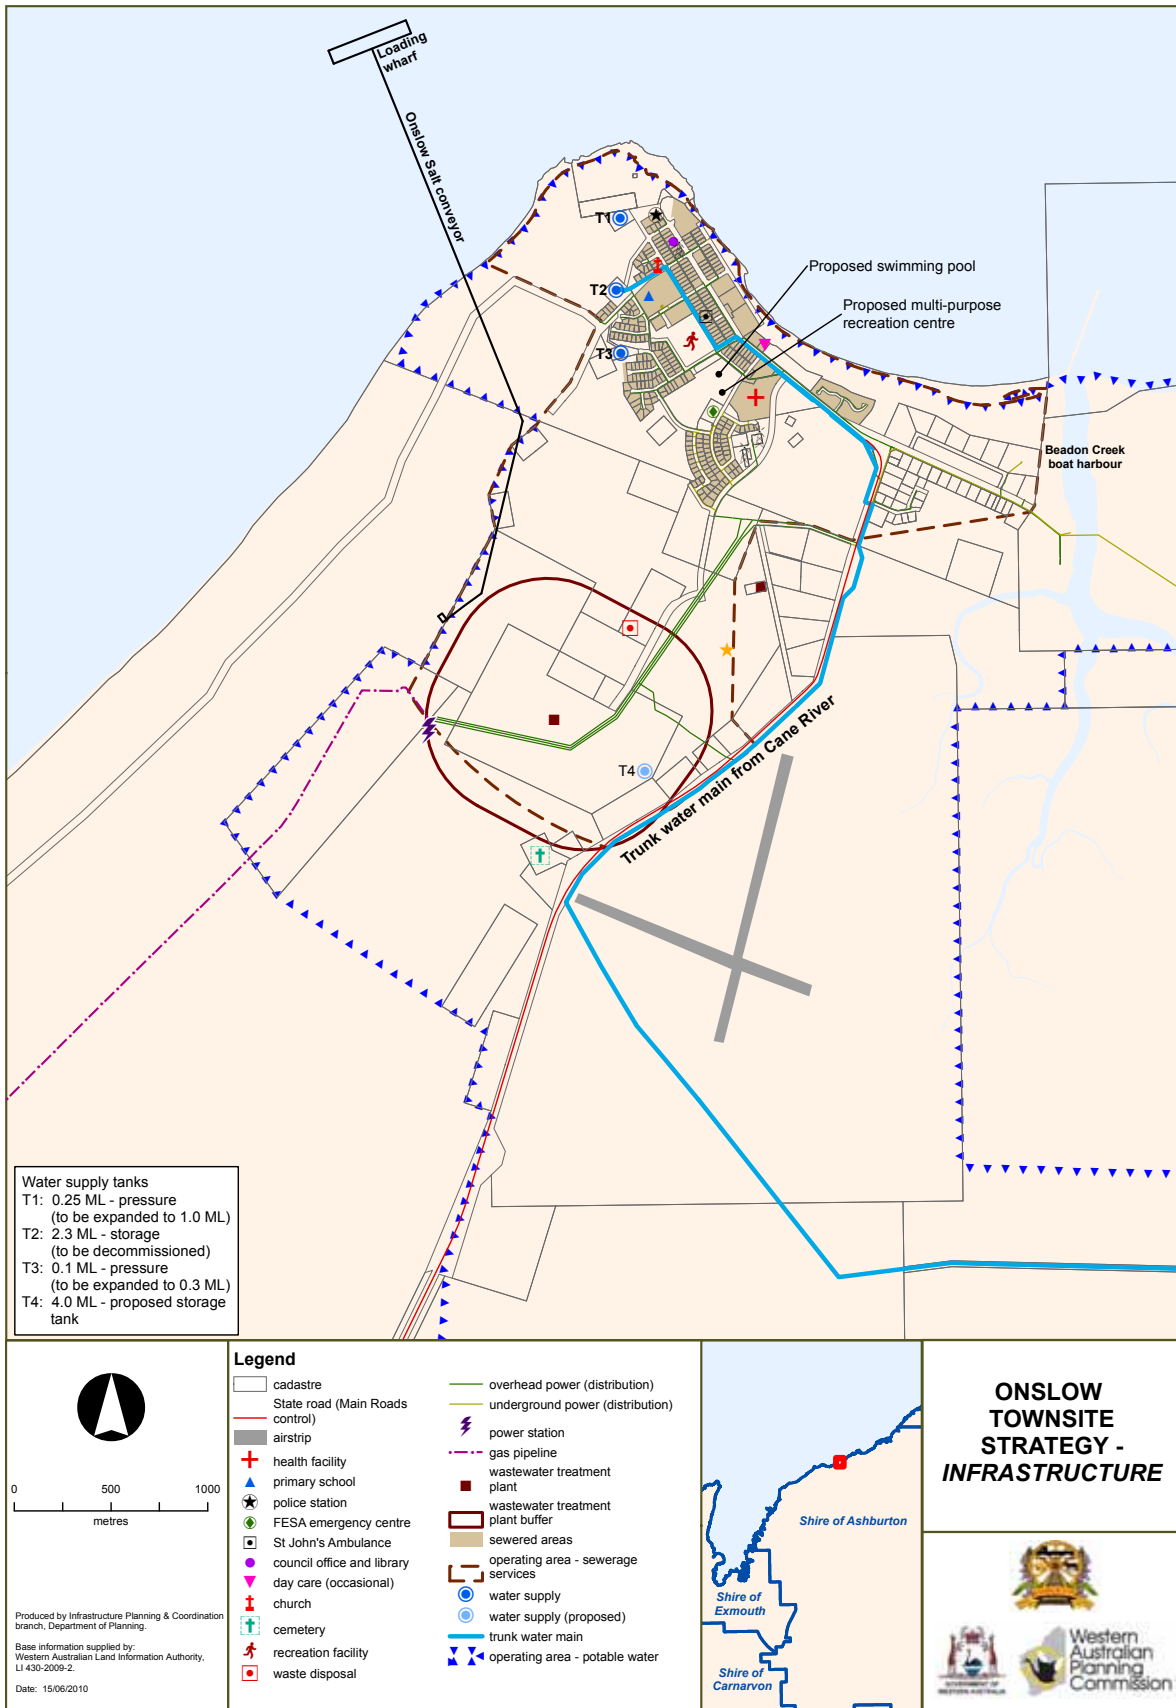 Loading
wharf
Onslow Salt conveyor
T1
T2
T3
Proposed swimming pool
Proposed multi-purpose
recreation centre
Beadon Creek
boat harbour
T4
Trunk water main from Cane River
Water supply tanks
T1: 0.25 ML - pressure
(to be expanded to 1.0 ML)
T2: 2.3 ML - storage
(to be decommissioned)
T3: 0.1 ML - pressure
(to be expanded to 0.3 ML)
T4: 4.0 ML - proposed storage
tank
0 500 1000
metres
Produced by Infrastructure Planning & Coordination
branch, Department of Planning.
Base information supplied by:
Western Australian Land Information Authority,
LI 430-2009-2.
Date: 15/06/2010
Legend
cadastre
State road (Main Roads
control)
airstrip
health facility
primary school
police station
FESA emergency centre
St John's Ambulance
council office and library
day care (occasional)
church
cemetery
recreation facility
waste disposal
overhead power (distribution)
underground power (distribution)
power station
gas pipeline
wastewater treatment
plant
wastewater treatment
plant buffer
sewered areas
operating area - sewerage
services
water supply
water supply (proposed)
trunk water main
operating area - potable water
Shire of Ashburton
Shire of
Exmouth
Shire of
Carnarvon
ONSLOW
TOWNSITE
STRATEGY -
INFRASTRUCTURE
GOVERNMENT OF
WESTERN AUSTRALIA
Western
Australian
Planning
Commission